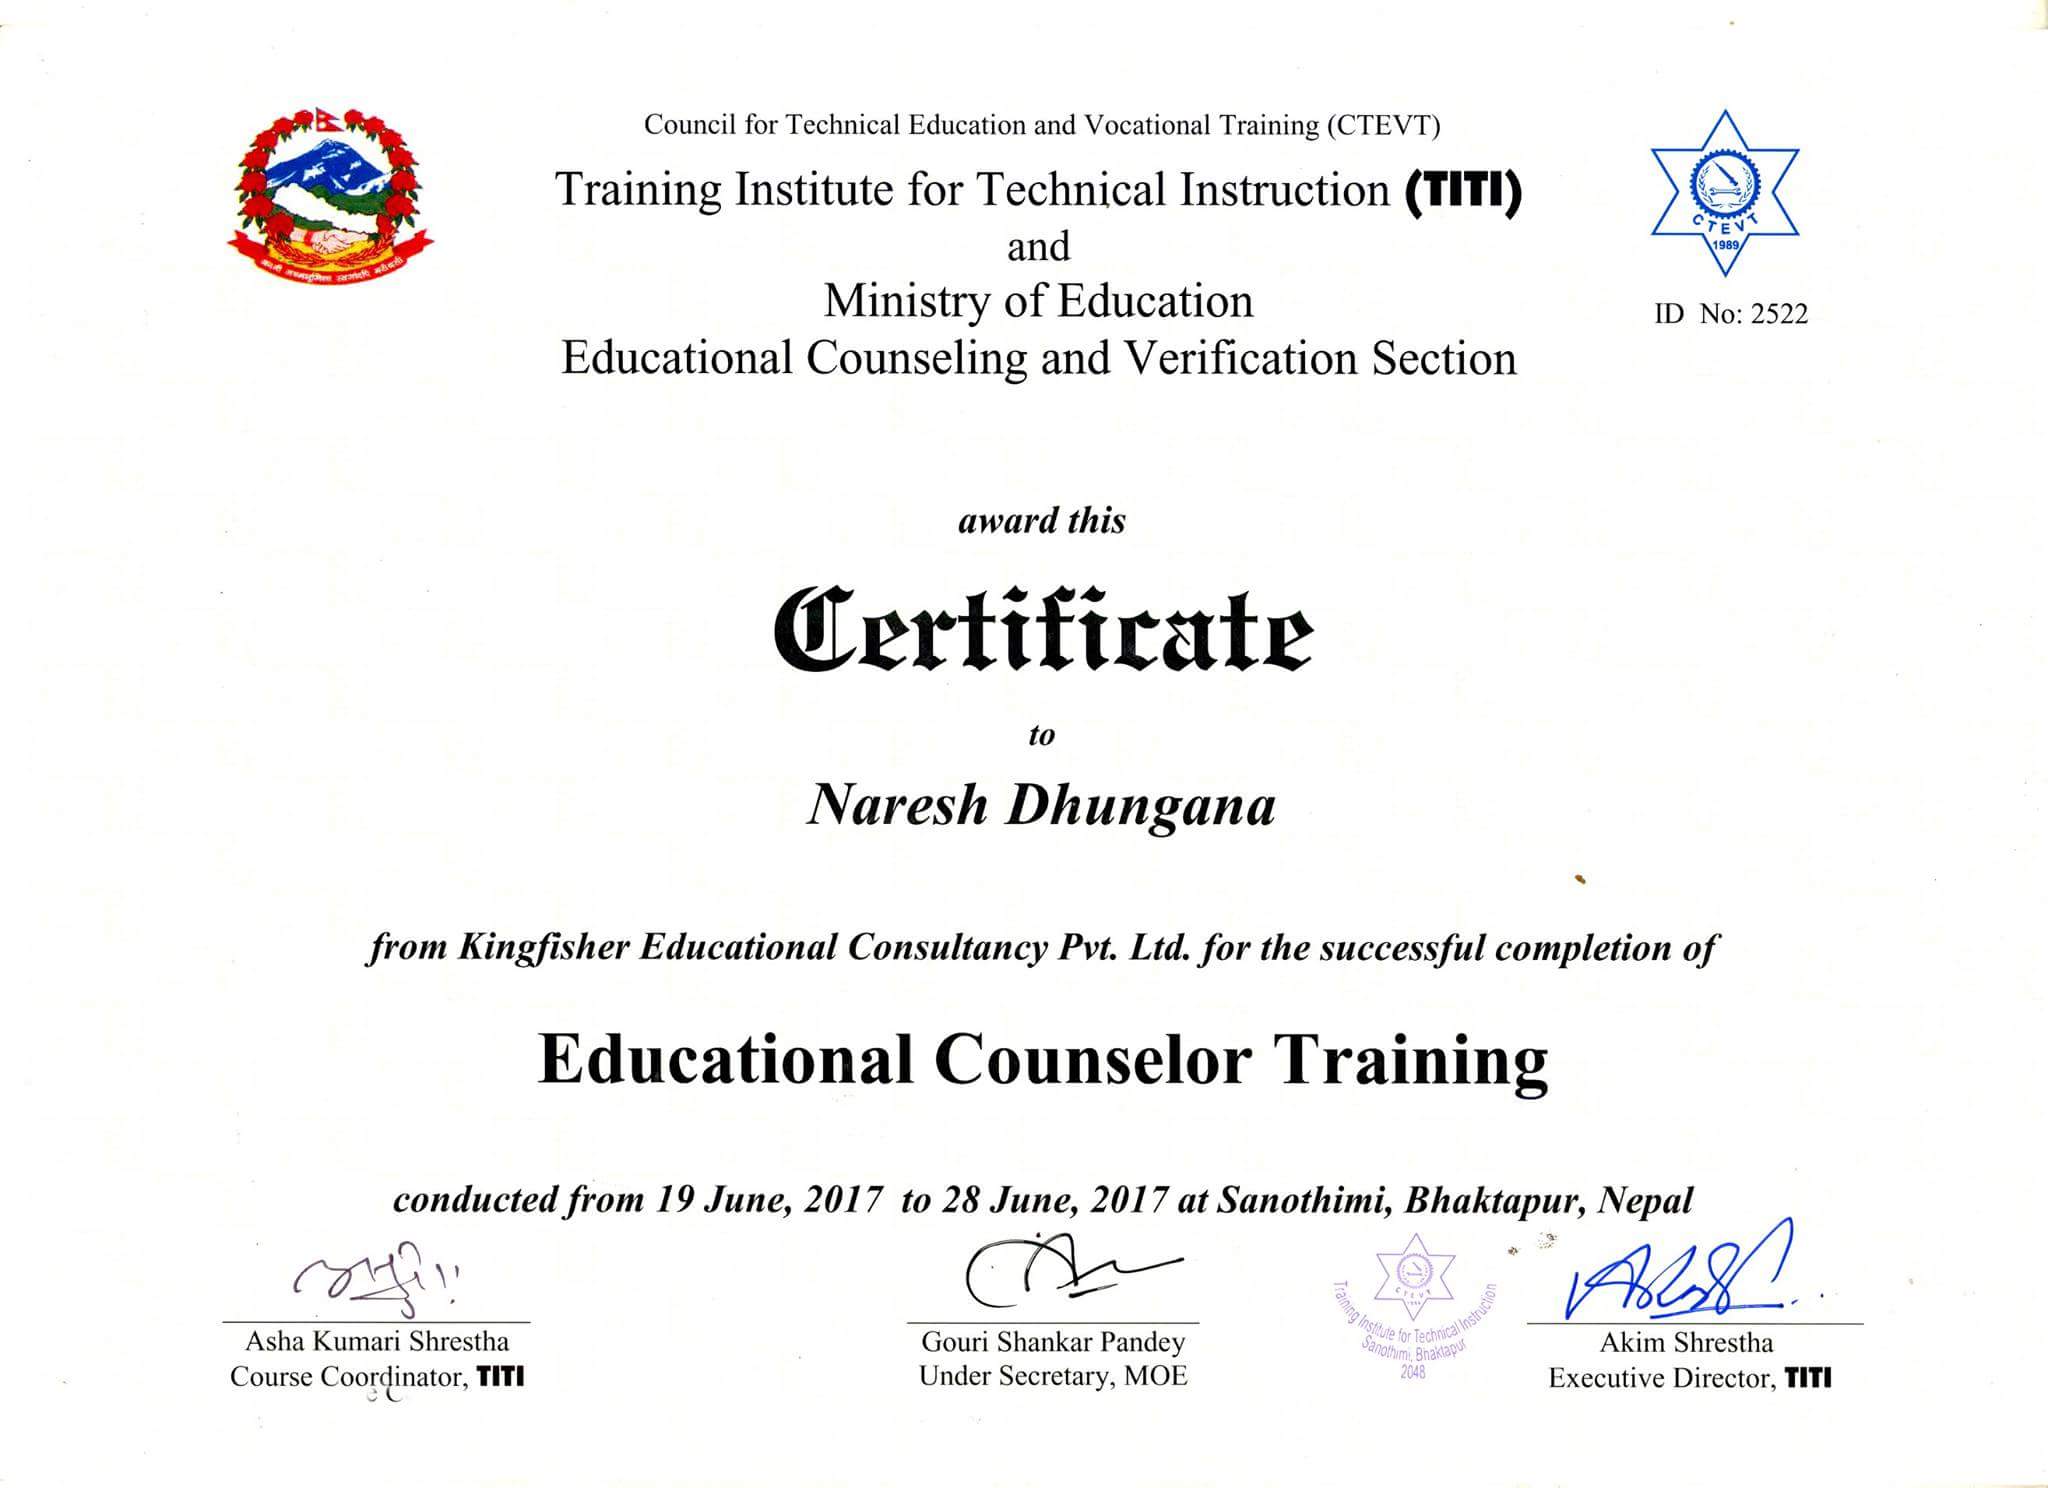 Council for Technical Education and Vocational Training (CTEVT)
Training Institute for Technical Instruction (TITI)
and
Ministry of Education
Educational Counseling and Verification Section
CTEVT
1989
ID No: 2522
award this
Certificate
to
Naresh Dhungana
from Kingfisher Educational Consultancy Pvt. Ltd. for the successful completion of
Educational Counselor Training
conducted from 19 June, 2017 to 28 June, 2017 at Sanothimi, Bhaktapur, Nepal
Asha Kumari Shrestha
Course Coordinator, TITI
Gouri Shankar Pandey
Under Secretary, MOE
CTEVT
Training Institute for Technical Instruction
Sanothimi, Bhaktapur
2048
Akim Shrestha
Executive Director, TITI